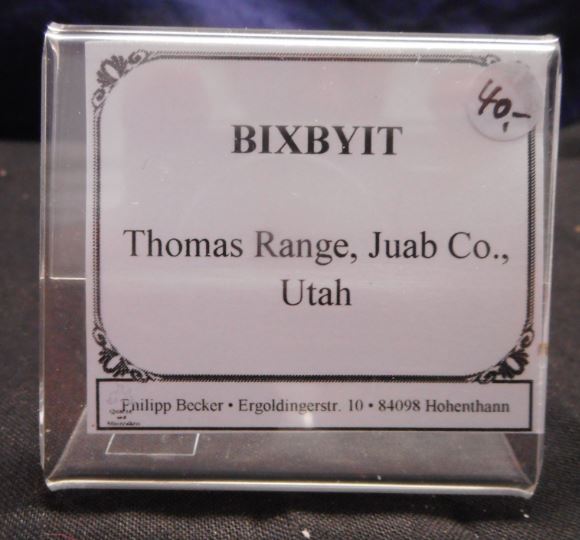 40,-
BIXBYIT
Thomas Range, Juab Co.,
Utah
Philipp Becker • Ergoldingerstr. 10 • 84098 Hohenthann